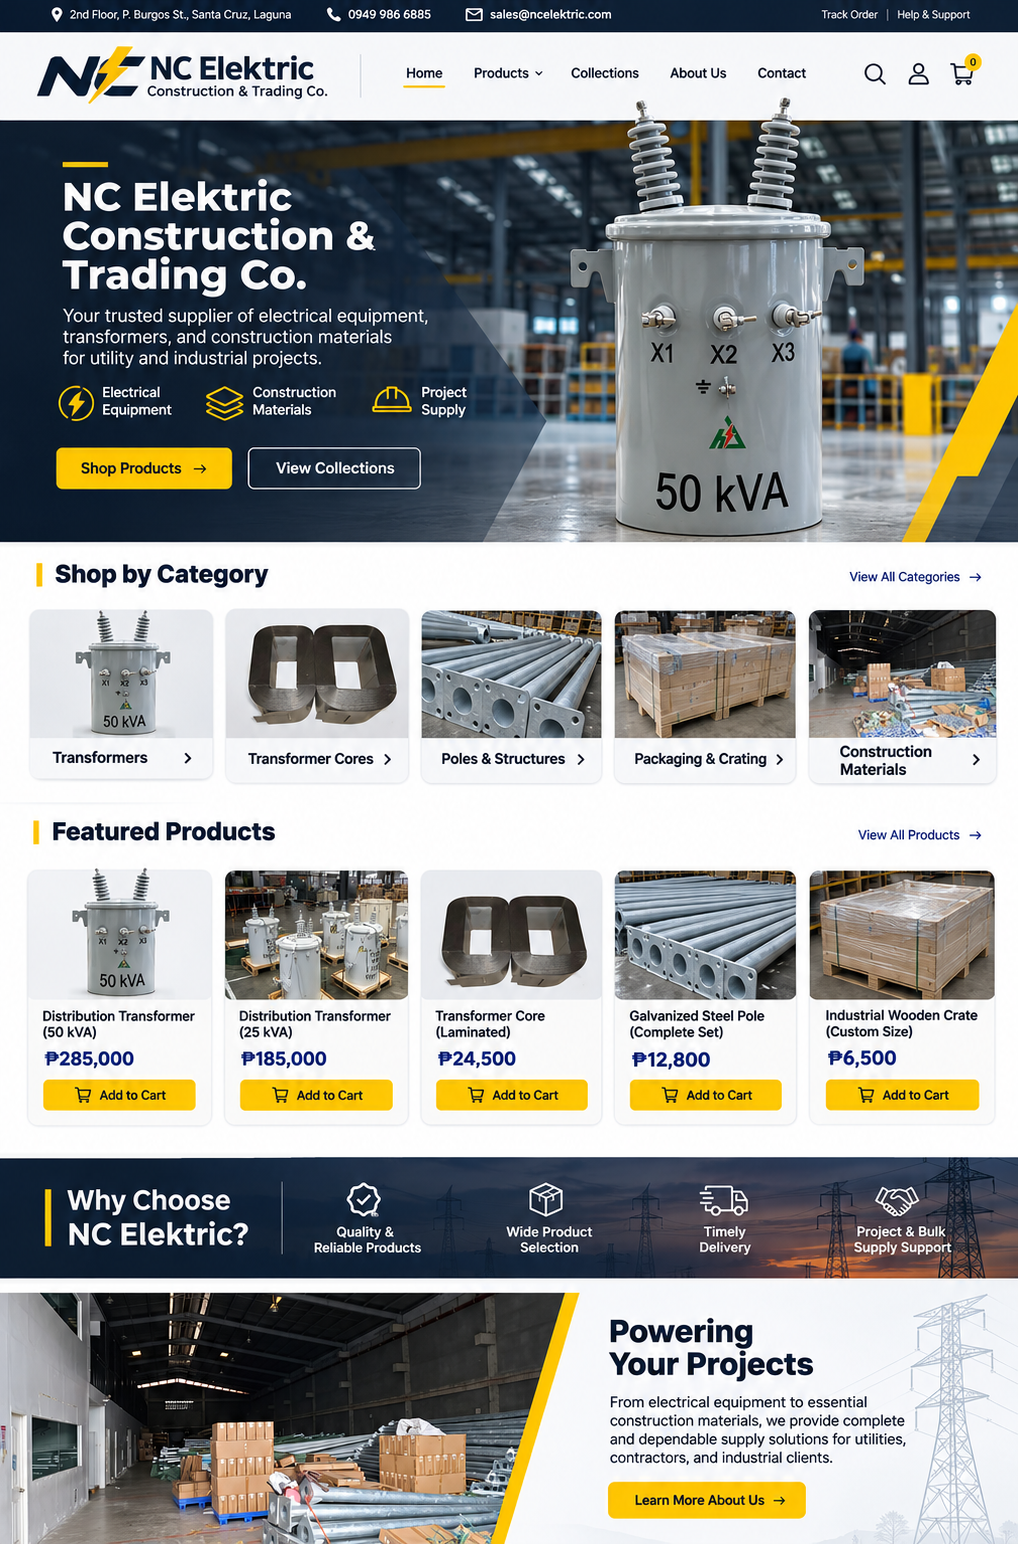 2nd Floor, P. Burgos St., Santa Cruz, Laguna
0949 986 6885
sales@ncelektric.com
Track Order | Help & Support
NC NC Elektric
Construction & Trading Co.
Home
Products
Collections
About Us
Contact
0
NC Elektric
Construction &
Trading Co.
Your trusted supplier of electrical equipment,
transformers, and construction materials
for utility and industrial projects.
Electrical
Equipment
Construction
Materials
Project
Supply
Shop Products →
View Collections
X1 X2 X3
50 kVA
Shop by Category
View All Categories →
X1 X2 X3
50 kVA
Transformers
Transformer Cores
Poles & Structures
Packaging & Crating
Construction
Materials
Featured Products
View All Products →
X1 X2 X3
50 kVA
Distribution Transformer
(50 kVA)
₱285,000
Add to Cart
Distribution Transformer
(25 kVA)
₱185,000
Add to Cart
Transformer Core
(Laminated)
₱24,500
Add to Cart
Galvanized Steel Pole
(Complete Set)
₱12,800
Add to Cart
Industrial Wooden Crate
(Custom Size)
₱6,500
Add to Cart
Why Choose
NC Elektric?
Quality &
Reliable Products
Wide Product
Selection
Timely
Delivery
Project & Bulk
Supply Support
Powering
Your Projects
From electrical equipment to essential
construction materials, we provide complete
and dependable supply solutions for utilities,
contractors, and industrial clients.
Learn More About Us →